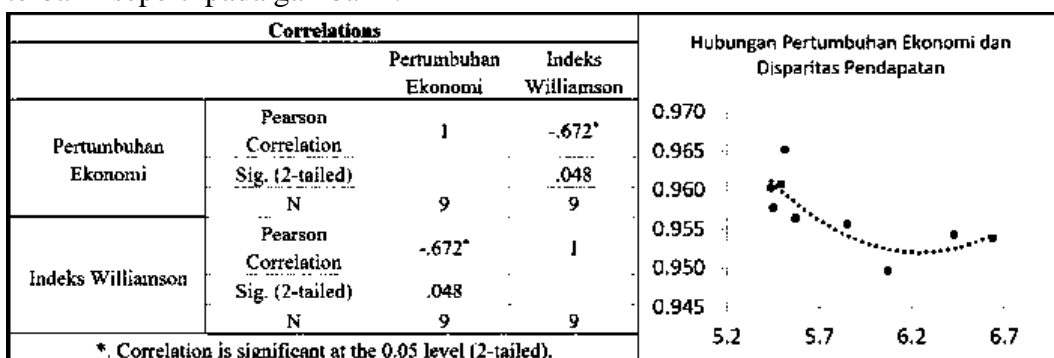 Correlations
Pertumbuhan Ekonomi
Indeks Williamson
Pertumbuhan Ekonomi
Pearson Correlation
1
-.672*
Sig. (2-tailed)
.048
N
9
9
Indeks Williamson
Pearson Correlation
-.672*
1
Sig. (2-tailed)
.048
N
9
9
*. Correlation is significant at the 0.05 level (2-tailed).
Hubungan Pertumbuhan Ekonomi dan
Disparitas Pendapatan
0.970
0.965
0.960
0.955
0.950
0.945
5.2 5.7 6.2 6.7